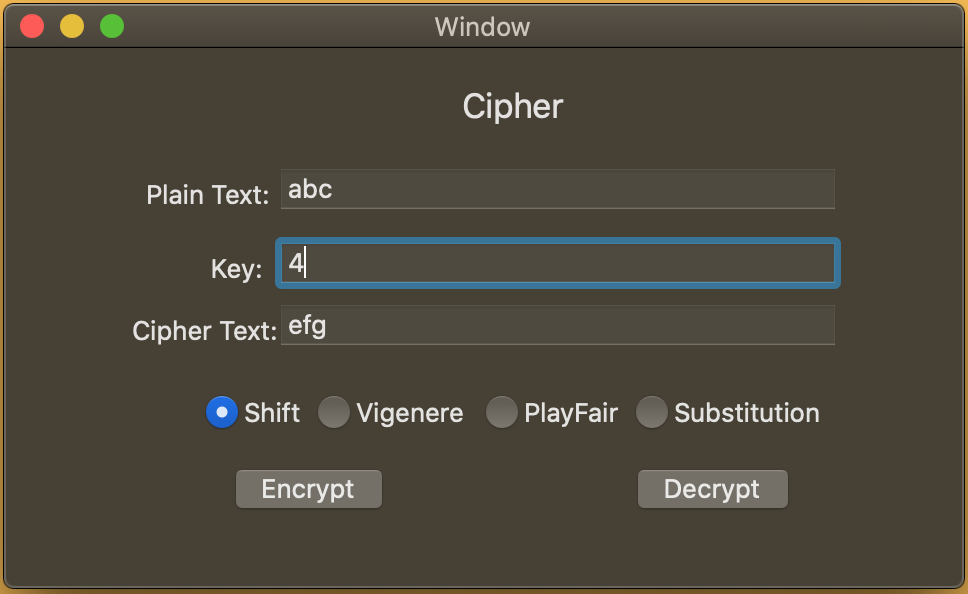 Window
Cipher
Plain Text: abc
Key: 4
Cipher Text: efg
Shift Vigenere PlayFair Substitution
Encrypt Decrypt